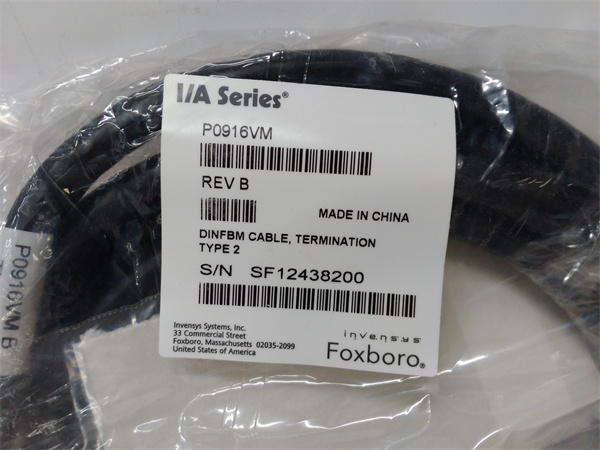 I/A Series®
P0916VM
REV B
MADE IN CHINA
DINFBM CABLE, TERMINATION
TYPE 2
S/N SF12438200
Invensys Systems, Inc.
33 Commercial Street
Foxboro, Massachusetts 02035-2099
United States of America
invensys
Foxboro®
P0916VM B